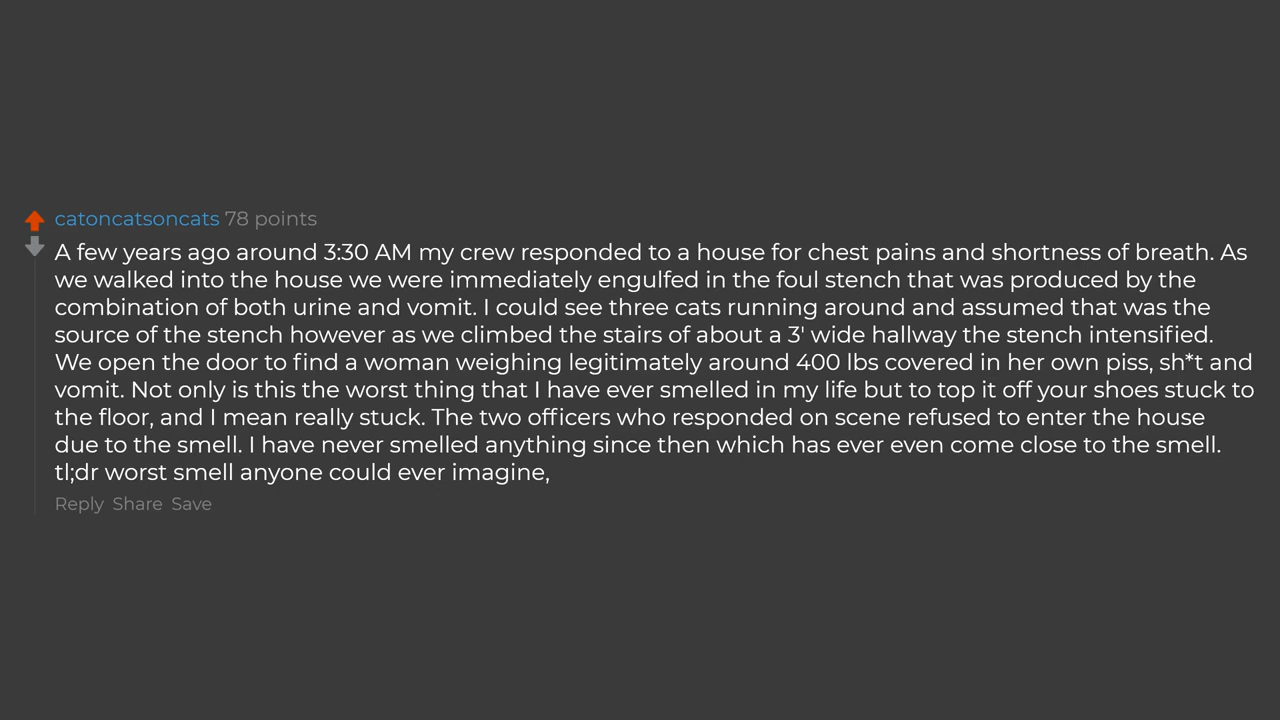 catoncatsoncats 78 points
A few years ago around 3:30 AM my crew responded to a house for chest pains and shortness of breath. As
we walked into the house we were immediately engulfed in the foul stench that was produced by the
combination of both urine and vomit. I could see three cats running around and assumed that was the
source of the stench however as we climbed the stairs of about a 3' wide hallway the stench intensified.
We open the door to find a woman weighing legitimately around 400 lbs covered in her own piss, sh*t and
vomit. Not only is this the worst thing that I have ever smelled in my life but to top it off your shoes stuck to
the floor, and I mean really stuck. The two officers who responded on scene refused to enter the house
due to the smell. I have never smelled anything since then which has ever even come close to the smell.
tl;dr worst smell anyone could ever imagine,
Reply Share Save